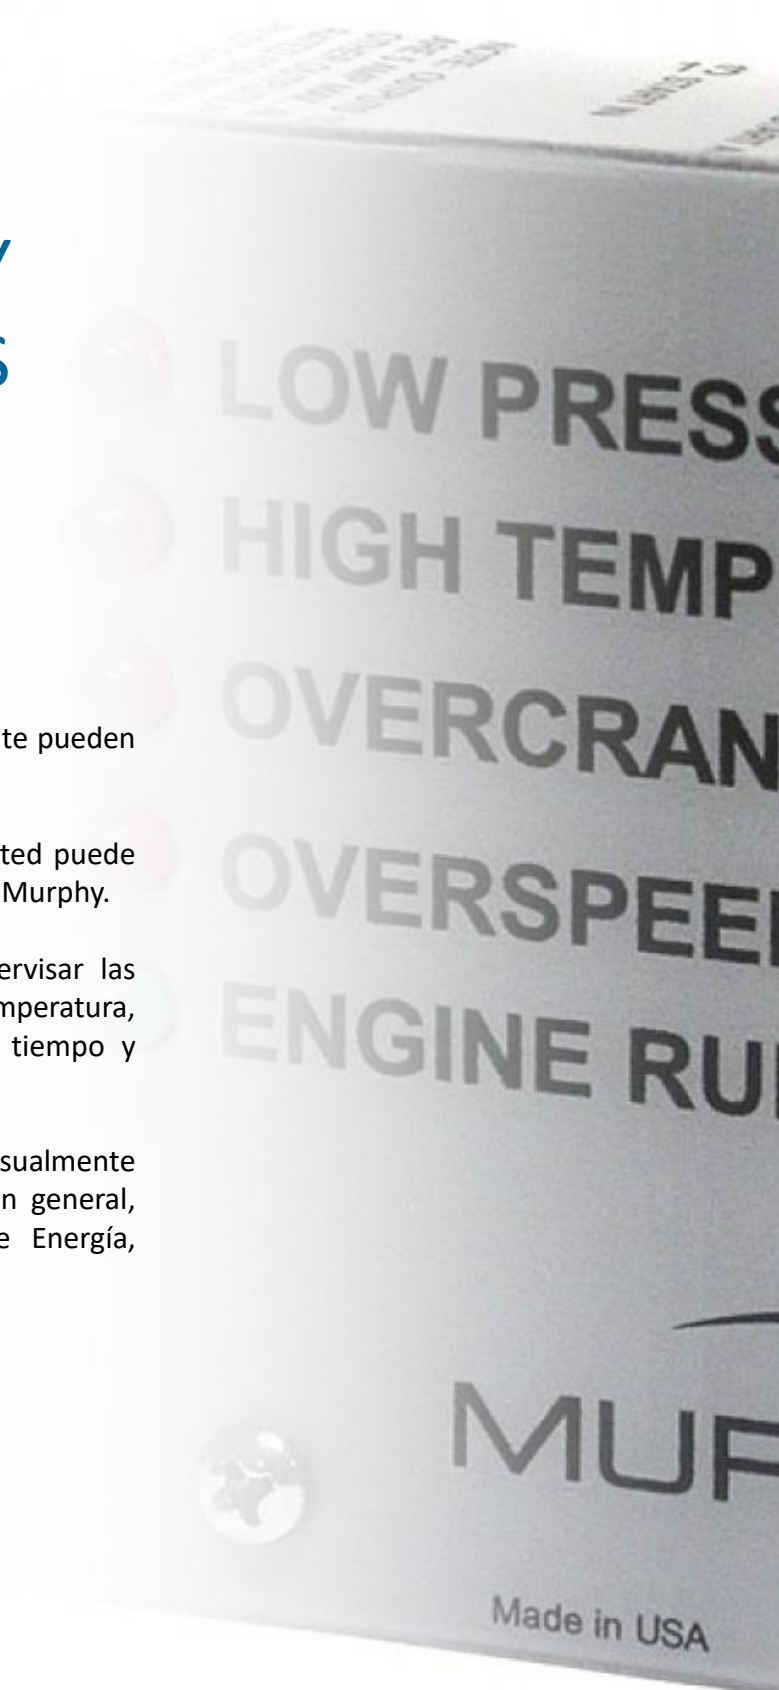 Y
S
LOW PRESS
HIGH TEMP
OVERCRAN
OVERSPEE
ENGINE RU
te pueden
ted puede
Murphy.
ervisar las
mperatura,
tiempo y
sualmente
n general,
e Energía,
MUR
Made in USA